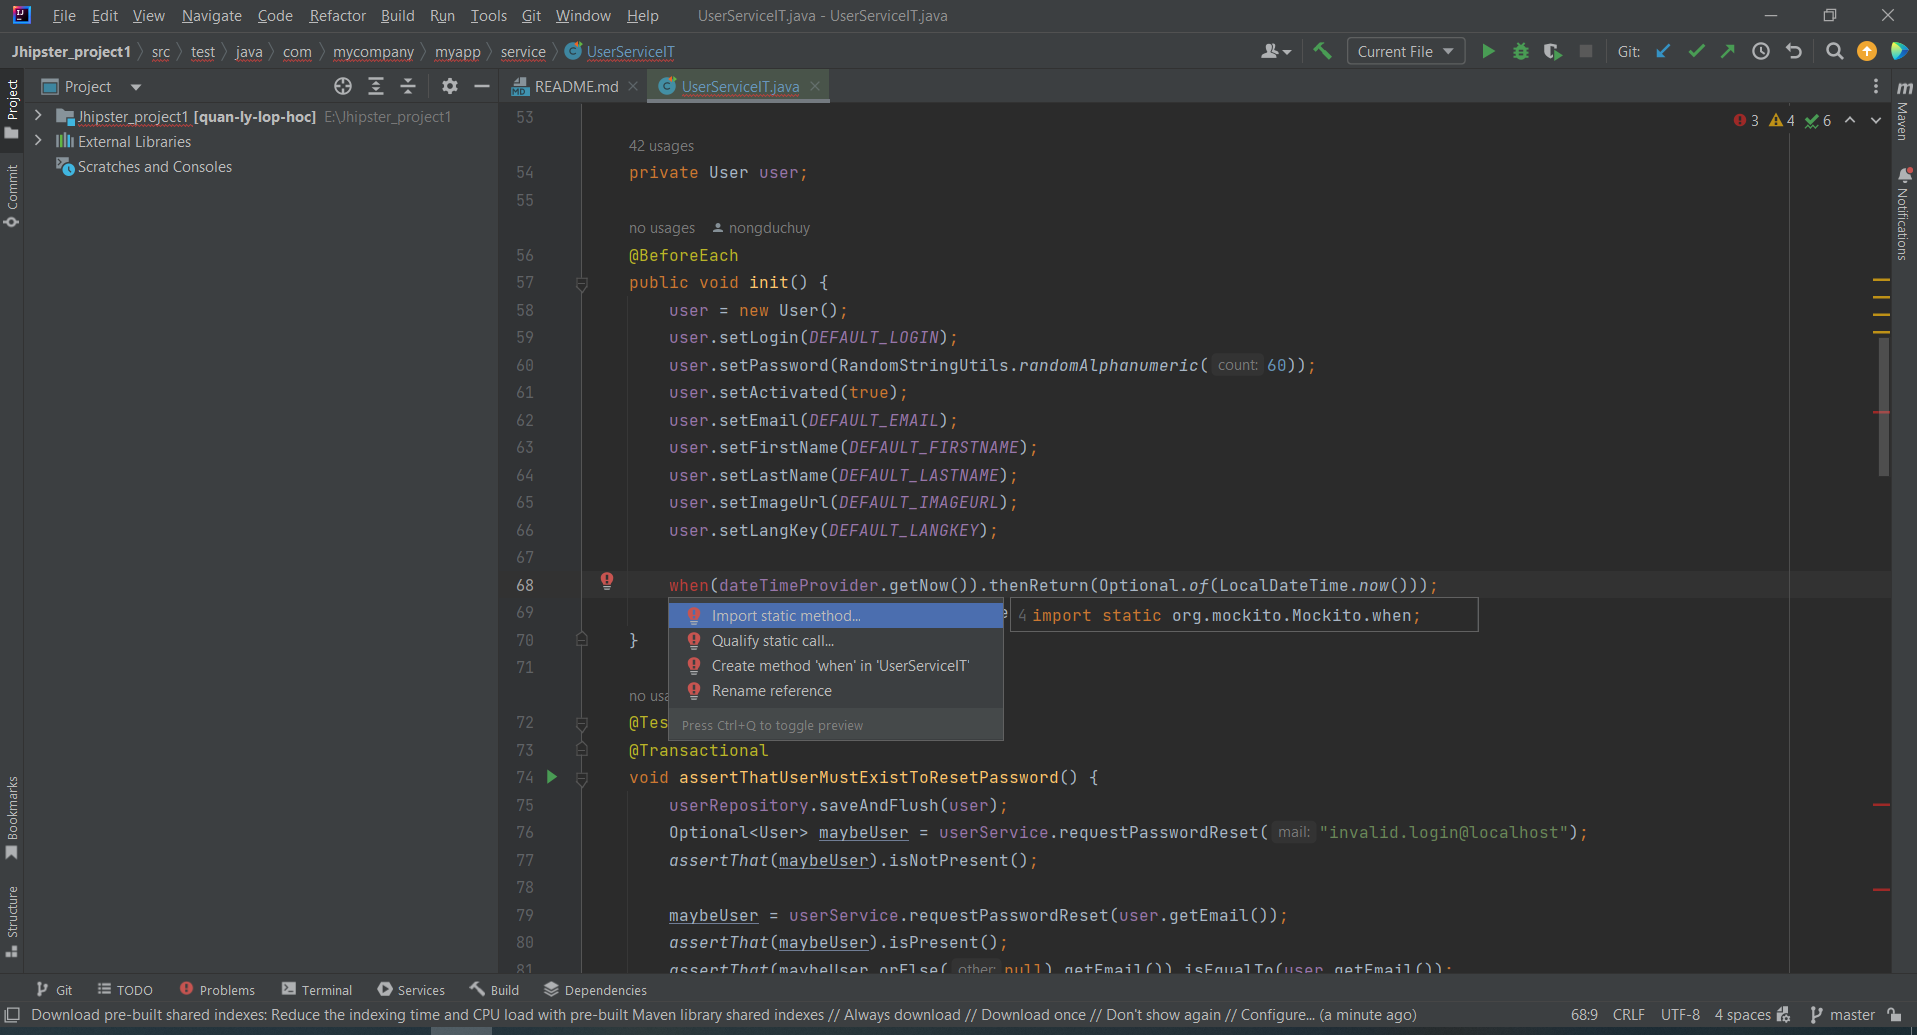 File Edit View Navigate Code Refactor Build Run Tools Git Window Help UserServiceIT.java - UserServiceIT.java
Jhipster_project1 src test java com mycompany myapp service UserServiceIT Current File Git:
Project
README.md UserServiceIT.java
Project
Commit
Bookmarks
Structure
Jhipster_project1 [quan-ly-lop-hoc] E:\Jhipster_project1
External Libraries
Scratches and Consoles
3 4 6
Maven
Notifications
53
42 usages
54 private User user;
55
no usages nongduchuy
56 @BeforeEach
57 public void init() {
58 user = new User();
59 user.setLogin(DEFAULT_LOGIN);
60 user.setPassword(RandomStringUtils.randomAlphanumeric( count: 60));
61 user.setActivated(true);
62 user.setEmail(DEFAULT_EMAIL);
63 user.setFirstName(DEFAULT_FIRSTNAME);
64 user.setLastName(DEFAULT_LASTNAME);
65 user.setImageUrl(DEFAULT_IMAGEURL);
66 user.setLangKey(DEFAULT_LANGKEY);
67
68 when(dateTimeProvider.getNow()).thenReturn(Optional.of(LocalDateTime.now()));
69
Import static method...
4 import static org.mockito.Mockito.when;
Qualify static call...
Create method 'when' in 'UserServiceIT'
Rename reference
Press Ctrl+Q to toggle preview
70 }
71
no usa
72 @Tes
73 @Transactional
74 void assertThatUserMustExistToResetPassword() {
75 userRepository.saveAndFlush(user);
76 Optional<User> maybeUser = userService.requestPasswordReset( mail: "invalid.login@localhost");
77 assertThat(maybeUser).isNotPresent();
78
79 maybeUser = userService.requestPasswordReset(user.getEmail());
80 assertThat(maybeUser).isPresent();
81 assertThat(maybeUser.orElse( other: null).getEmail()).isEqualTo(user.getEmail());
Git TODO Problems Terminal Services Build Dependencies
Download pre-built shared indexes: Reduce the indexing time and CPU load with pre-built Maven library shared indexes // Always download // Download once // Don't show again // Configure... (a minute ago) 68:9 CRLF UTF-8 4 spaces master